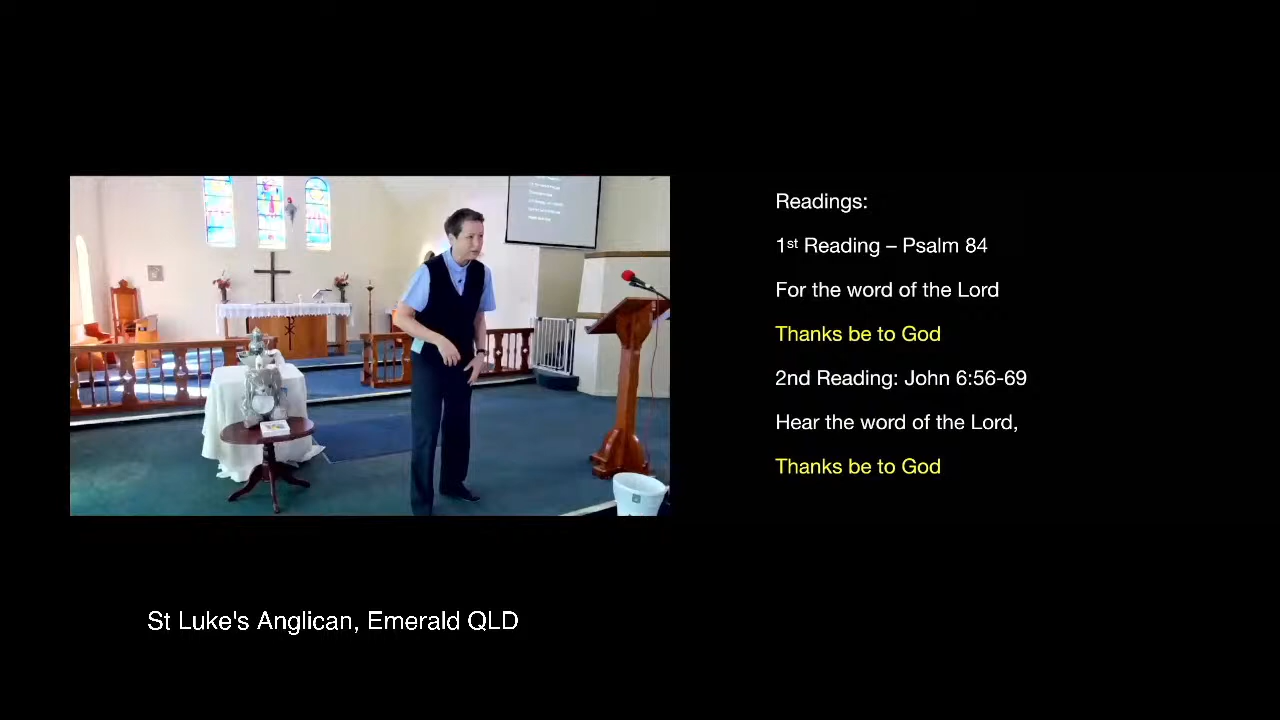 Readings:
1st Reading – Psalm 84
For the word of the Lord
Thanks be to God
2nd Reading: John 6:56-69
Hear the word of the Lord,
Thanks be to God
St Luke's Anglican, Emerald QLD